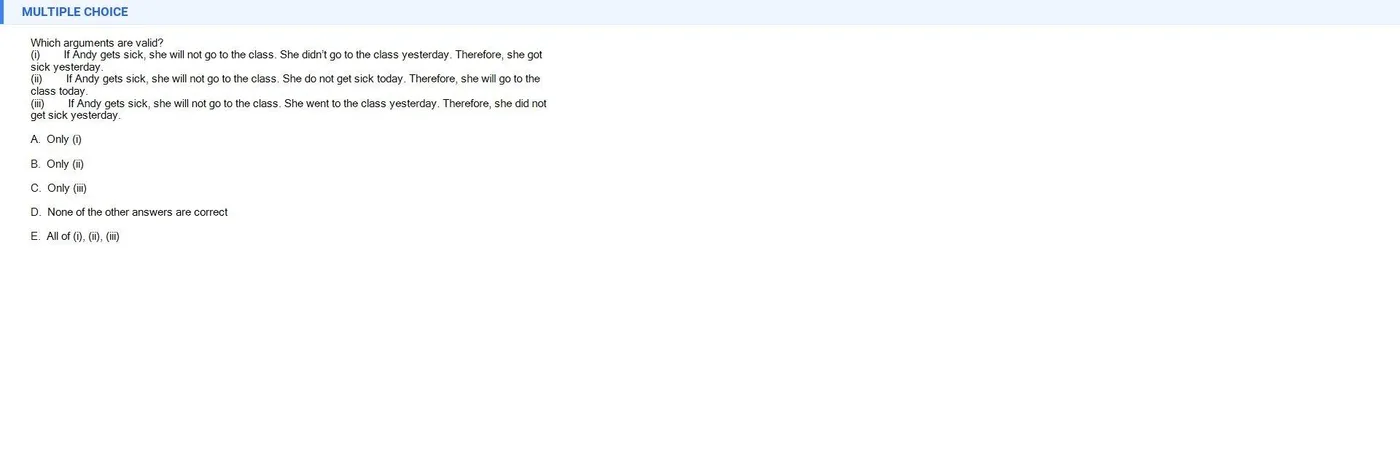 MULTIPLE CHOICE
Which arguments are valid?
(i) If Andy gets sick, she will not go to the class. She didn't go to the class yesterday. Therefore, she got
sick yesterday.
(ii) If Andy gets sick, she will not go to the class. She do not get sick today. Therefore, she will go to the
class today.
(iii) If Andy gets sick, she will not go to the class. She went to the class yesterday. Therefore, she did not
get sick yesterday.
A. Only (i)
B. Only (ii)
C. Only (iii)
D. None of the other answers are correct
E. All of (i), (ii), (iii)